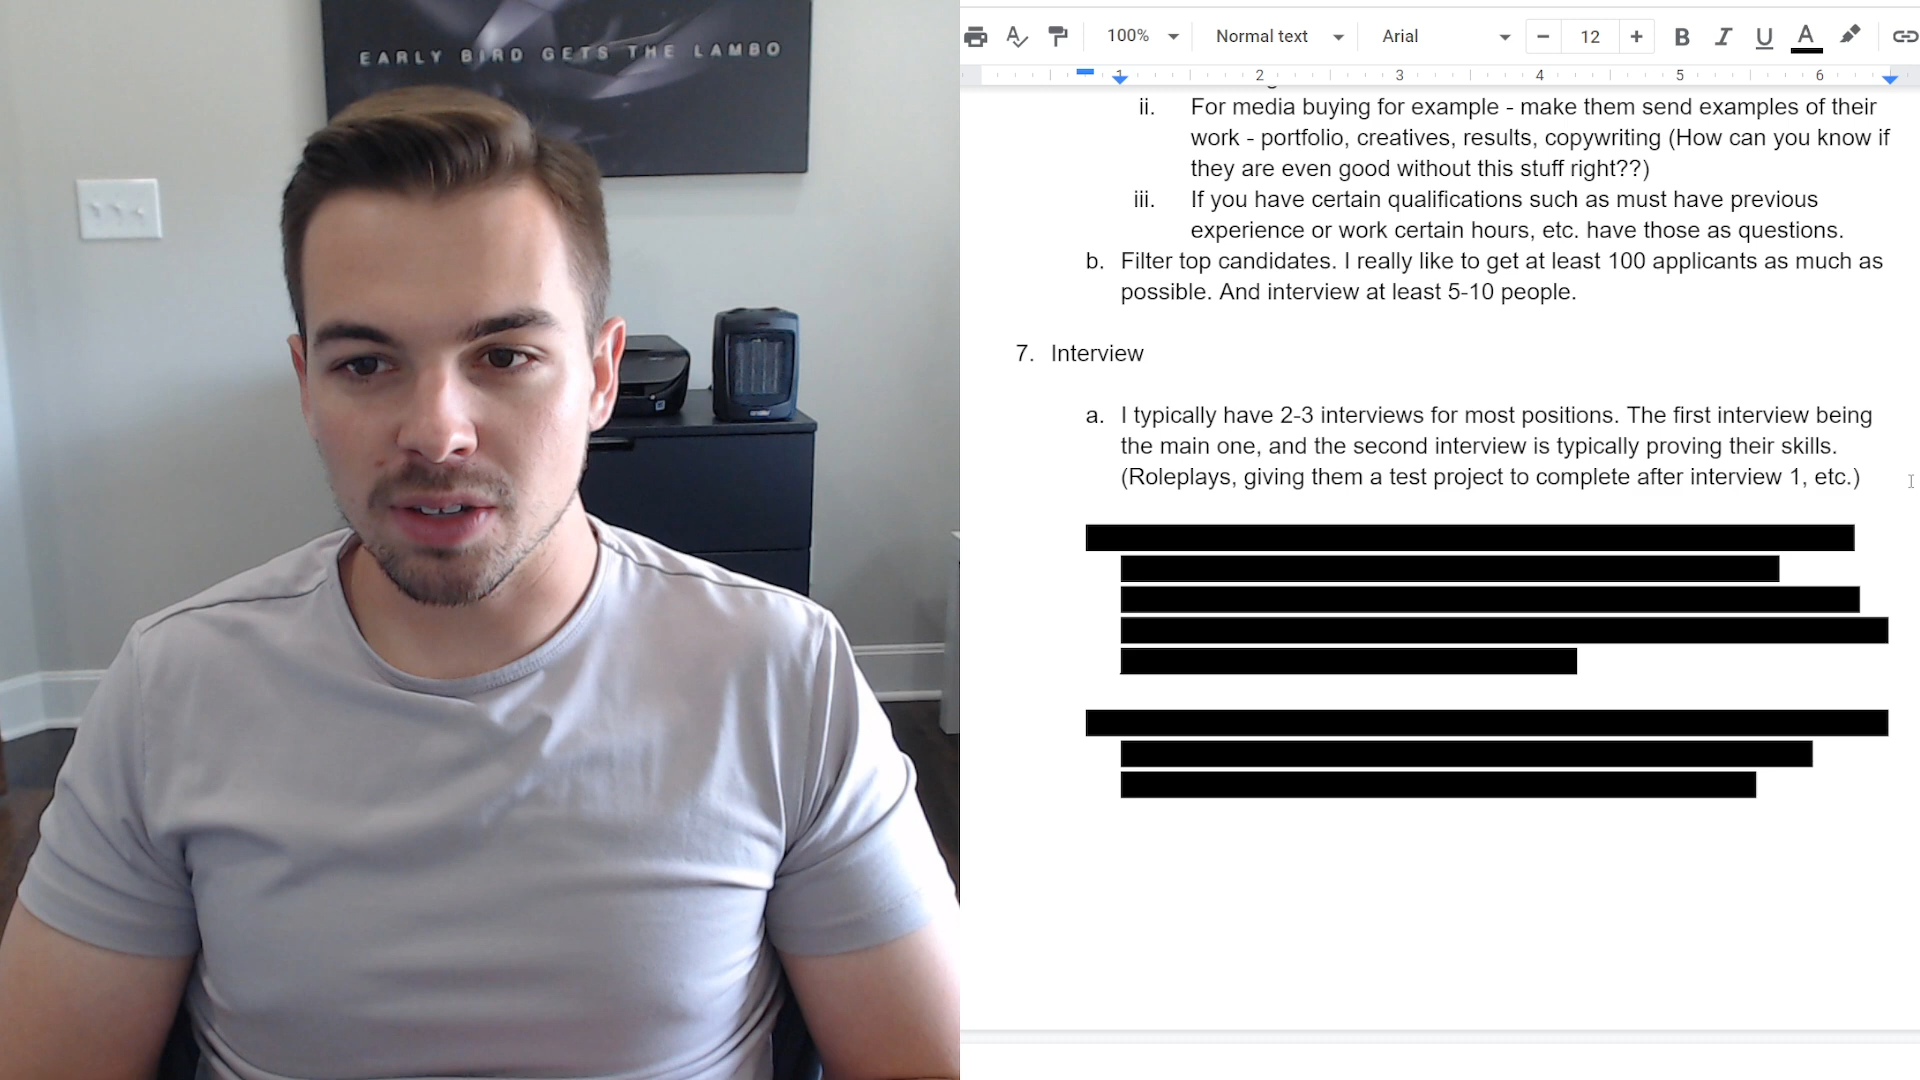 EARLY BIRD GETS THE LAMBO
100%
Normal text
Arial
12
B I U A
1 2 3 4 5 6
ii. For media buying for example - make them send examples of their
work - portfolio, creatives, results, copywriting (How can you know if
they are even good without this stuff right??)
iii. If you have certain qualifications such as must have previous
experience or work certain hours, etc. have those as questions.
b. Filter top candidates. I really like to get at least 100 applicants as much as
possible. And interview at least 5-10 people.
7. Interview
a. I typically have 2-3 interviews for most positions. The first interview being
the main one, and the second interview is typically proving their skills.
(Roleplays, giving them a test project to complete after interview 1, etc.)